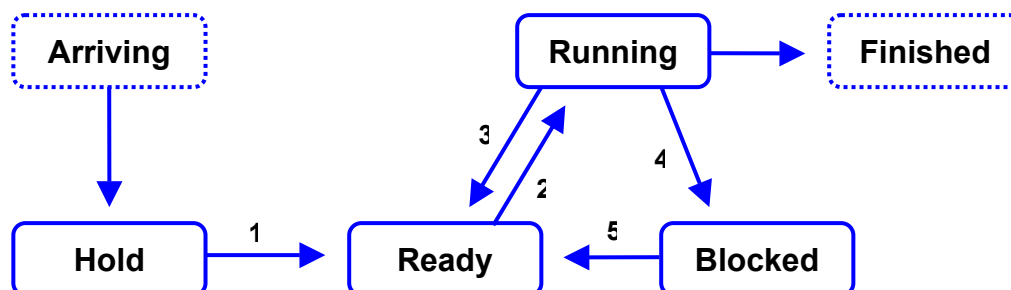 Arriving
Running
Finished
3
4
2
1
5
Hold
Ready
Blocked